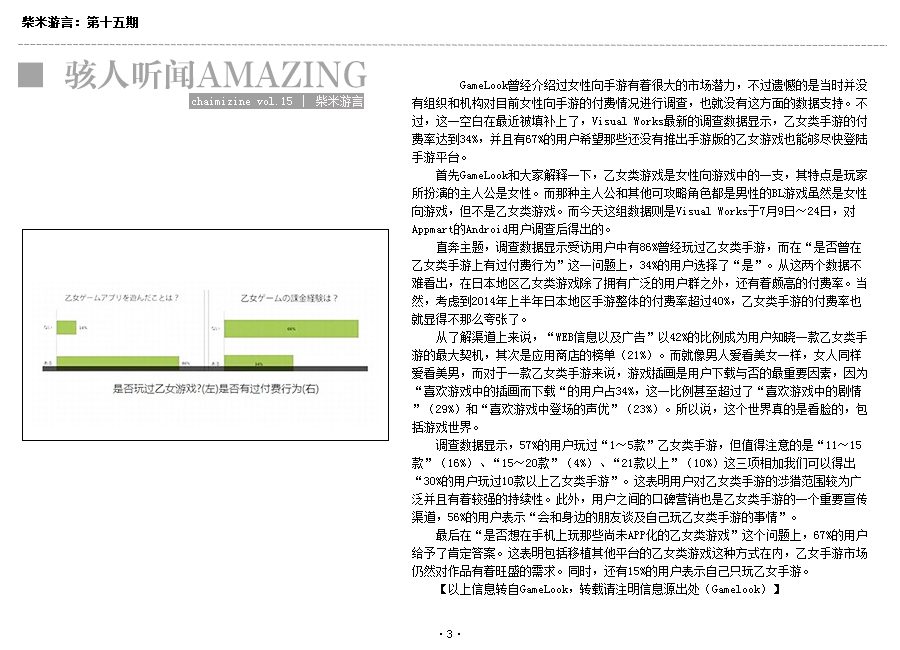 柴米游言：第十五期
骇人听闻AMAZING
chaimizine vol.15 | 柴米游言
乙女ゲームアプリを遊んだことは？
乙女ゲームの課金経験は？
ない
14%
ある
86%
ない
66%
ある
34%
是否玩过乙女游戏?(左)是否有过付费行为(右)
GameLook曾经介绍过女性向手游有着很大的市场潜力，不过遗憾的是当时并没
有组织和机构对目前女性向手游的付费情况进行调查，也就没有这方面的数据支持。不
过，这一空白在最近被填补上了，Visual Works最新的调查数据显示，乙女类手游的付
费率达到34%，并且有67%的用户希望那些还没有推出手游版的乙女游戏也能够尽快登陆
手游平台。
首先GameLook和大家解释一下，乙女类游戏是女性向游戏中的一支，其特点是玩家
所扮演的主人公是女性。而那种主人公和其他可攻略角色都是男性的BL游戏虽然是女性
向游戏，但不是乙女类游戏。而今天这组数据则是Visual Works于7月9日～24日，对
Appmart的Android用户调查后得出的。
直奔主题，调查数据显示受访用户中有86%曾经玩过乙女类手游，而在“是否曾在
乙女类手游上有过付费行为”这一问题上，34%的用户选择了“是”。从这两个数据不
难看出，在日本地区乙女类游戏除了拥有广泛的用户群之外，还有着颇高的付费率。当
然，考虑到2014年上半年日本地区手游整体的付费率超过40%，乙女类手游的付费率也
就显得不那么夸张了。
从了解渠道上来说，“WEB信息以及广告”以42%的比例成为用户知晓一款乙女类手
游的最大契机，其次是应用商店的榜单（21%）。而就像男人爱看美女一样，女人同样
爱看美男，而对于一款乙女类手游来说，游戏插画是用户下载与否的最重要因素，因为
“喜欢游戏中的插画而下载“的用户占34%，这一比例甚至超过了“喜欢游戏中的剧情
”（29%）和“喜欢游戏中登场的声优”（23%）。所以说，这个世界真的是看脸的，包
括游戏世界。
调查数据显示，57%的用户玩过“1～5款”乙女类手游，但值得注意的是“11～15
款”（16%）、“15～20款”（4%）、“21款以上”（10%）这三项相加我们可以得出
“30%的用户玩过10款以上乙女类手游”。这表明用户对乙女类手游的涉猎范围较为广
泛并且有着较强的持续性。此外，用户之间的口碑营销也是乙女类手游的一个重要宣传
渠道，56%的用户表示“会和身边的朋友谈及自己玩乙女类手游的事情”。
最后在“是否想在手机上玩那些尚未APP化的乙女类游戏”这个问题上，67%的用户
给予了肯定答案。这表明包括移植其他平台的乙女类游戏这种方式在内，乙女手游市场
仍然对作品有着旺盛的需求。同时，还有15%的用户表示自己只玩乙女手游。
【以上信息转自GameLook，转载请注明信息源出处（Gamelook）】
·3·